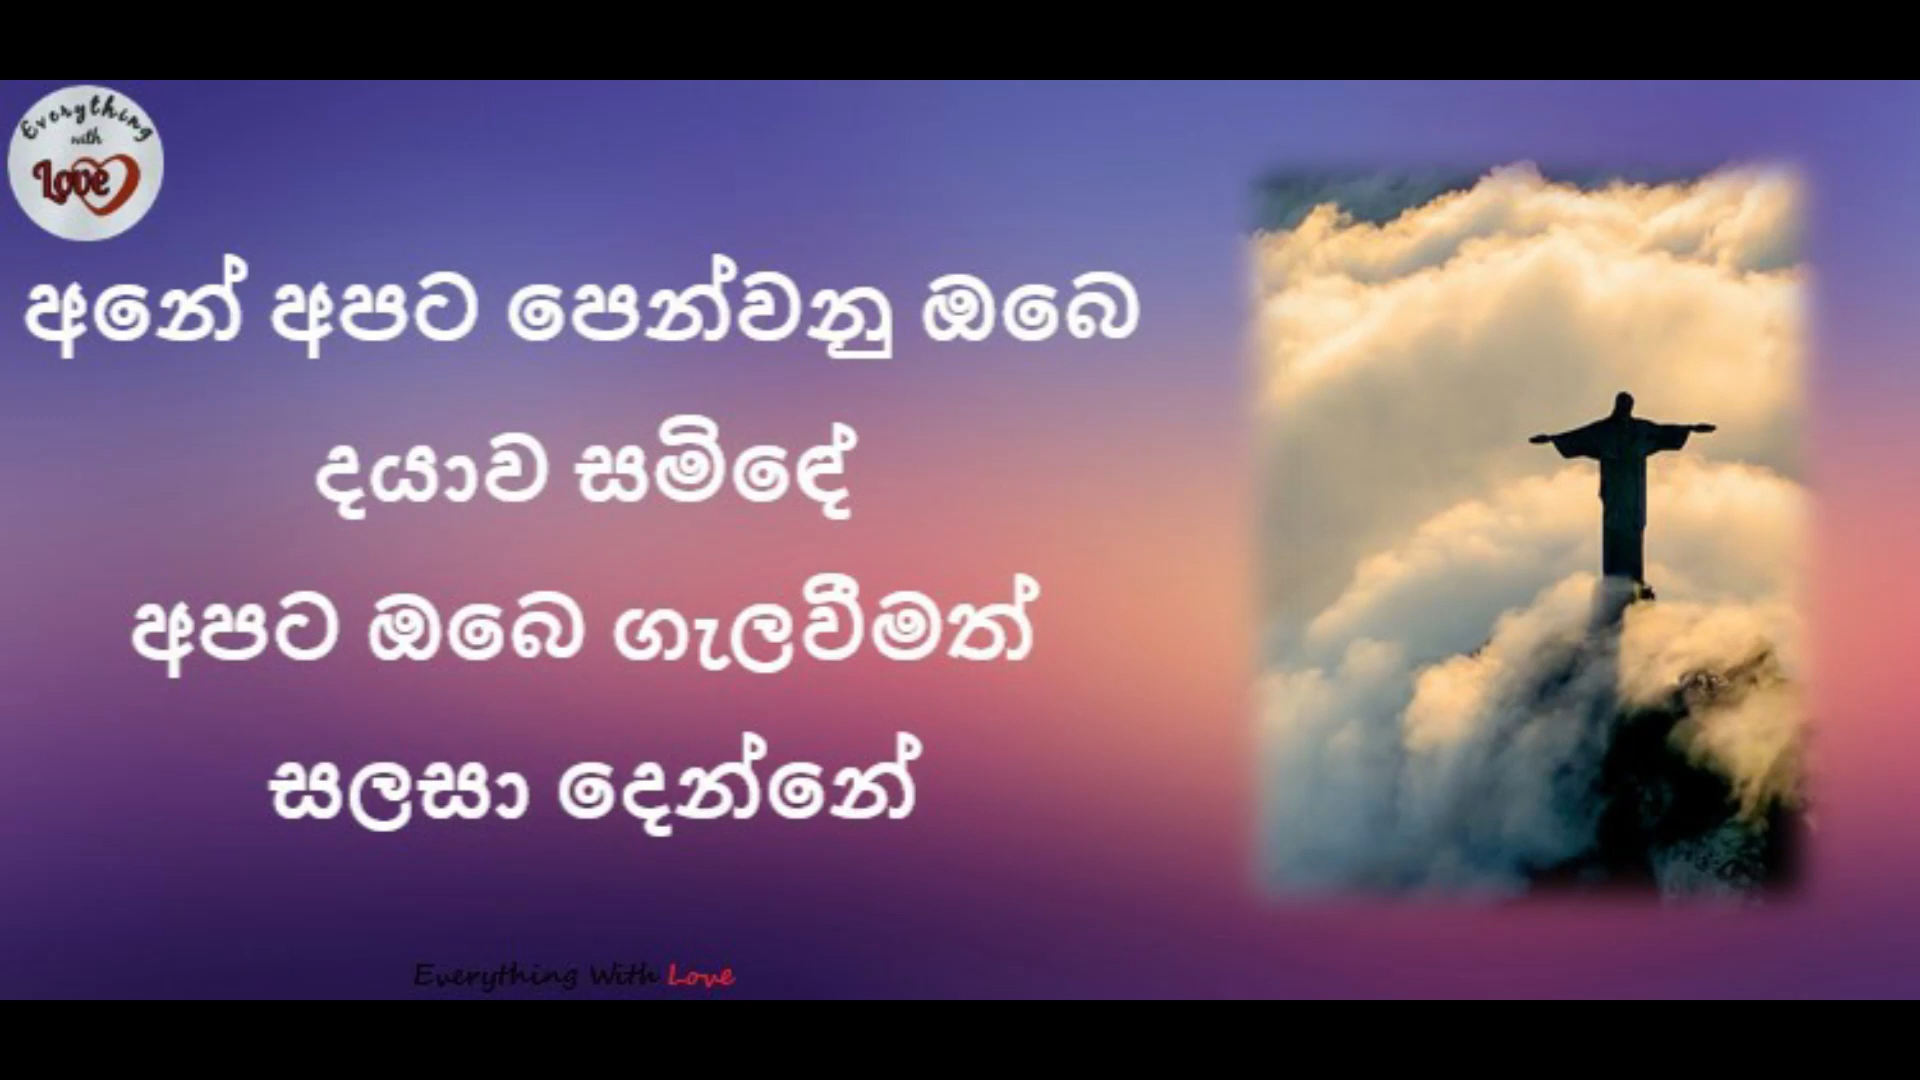 Everything
with
Love
අනේ අපට පෙන්වනු ඔබෙ
දයාව සමිඳේ
අපට ඔබෙ ගැලවීමත්
සලසා දෙන්නේ
Everything With Love